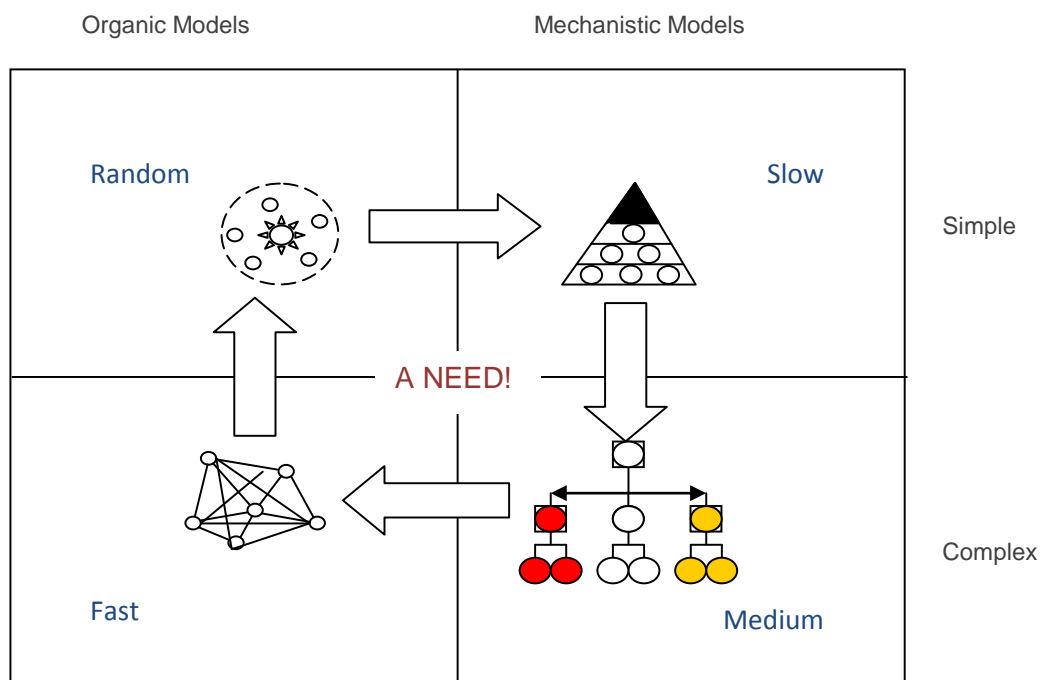 Organic Models
Mechanistic Models
Random
Slow
Simple
A NEED!
Complex
Fast
Medium